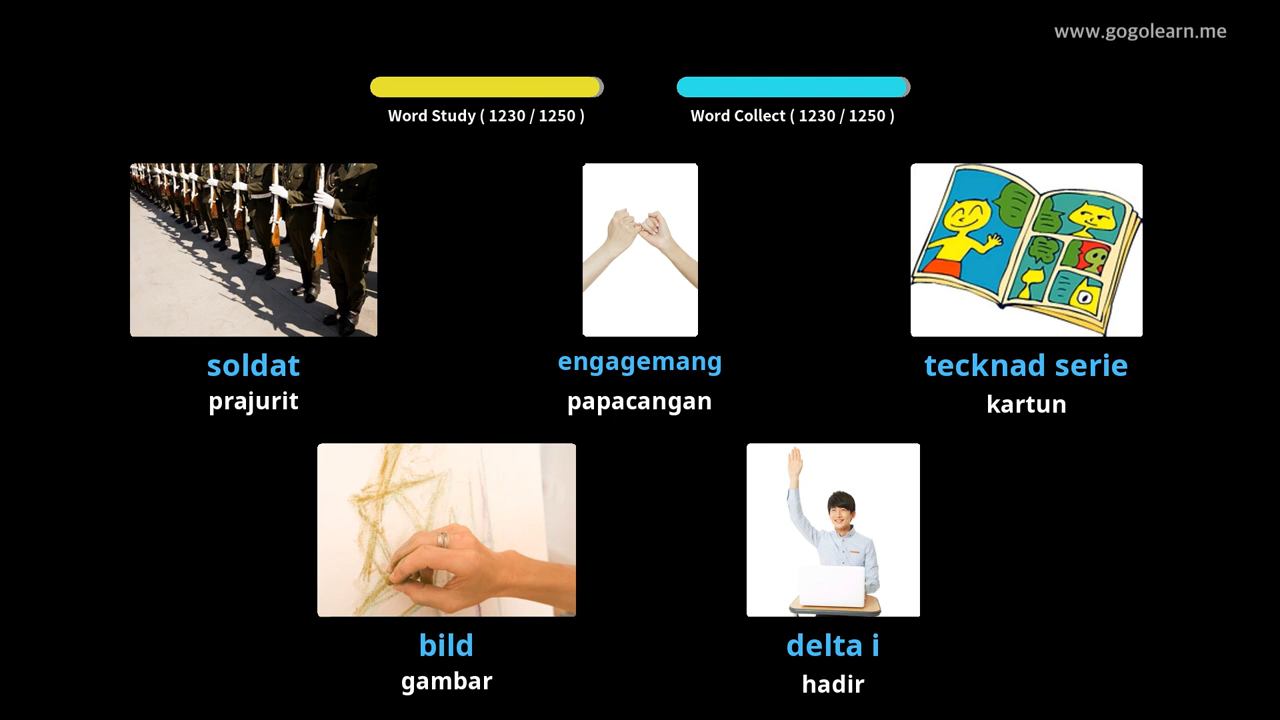 www.gogolearn.me
Word Study ( 1230 / 1250 )
Word Collect ( 1230 / 1250 )
soldat
prajurit
engagemang
papacangan
tecknad serie
kartun
bild
gambar
delta i
hadir